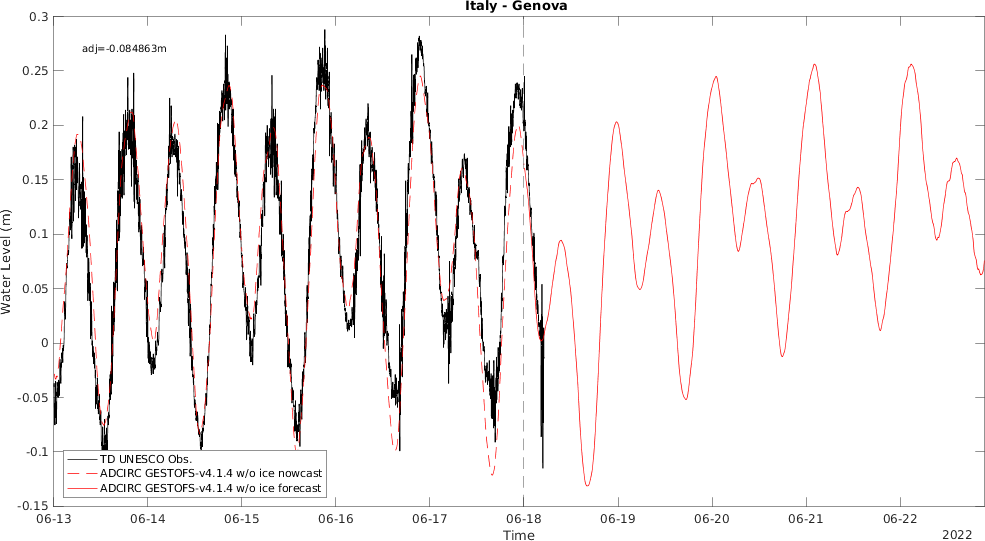 Italy - Genova
0.3
0.25
0.2
0.15
0.1
0.05
0
-0.05
-0.1
-0.15
Water Level (m)
adj=-0.084863m
TD UNESCO Obs.
ADCIRC GESTOFS-v4.1.4 w/o ice nowcast
ADCIRC GESTOFS-v4.1.4 w/o ice forecast
06-13 06-14 06-15 06-16 06-17 06-18 06-19 06-20 06-21 06-22
Time
2022